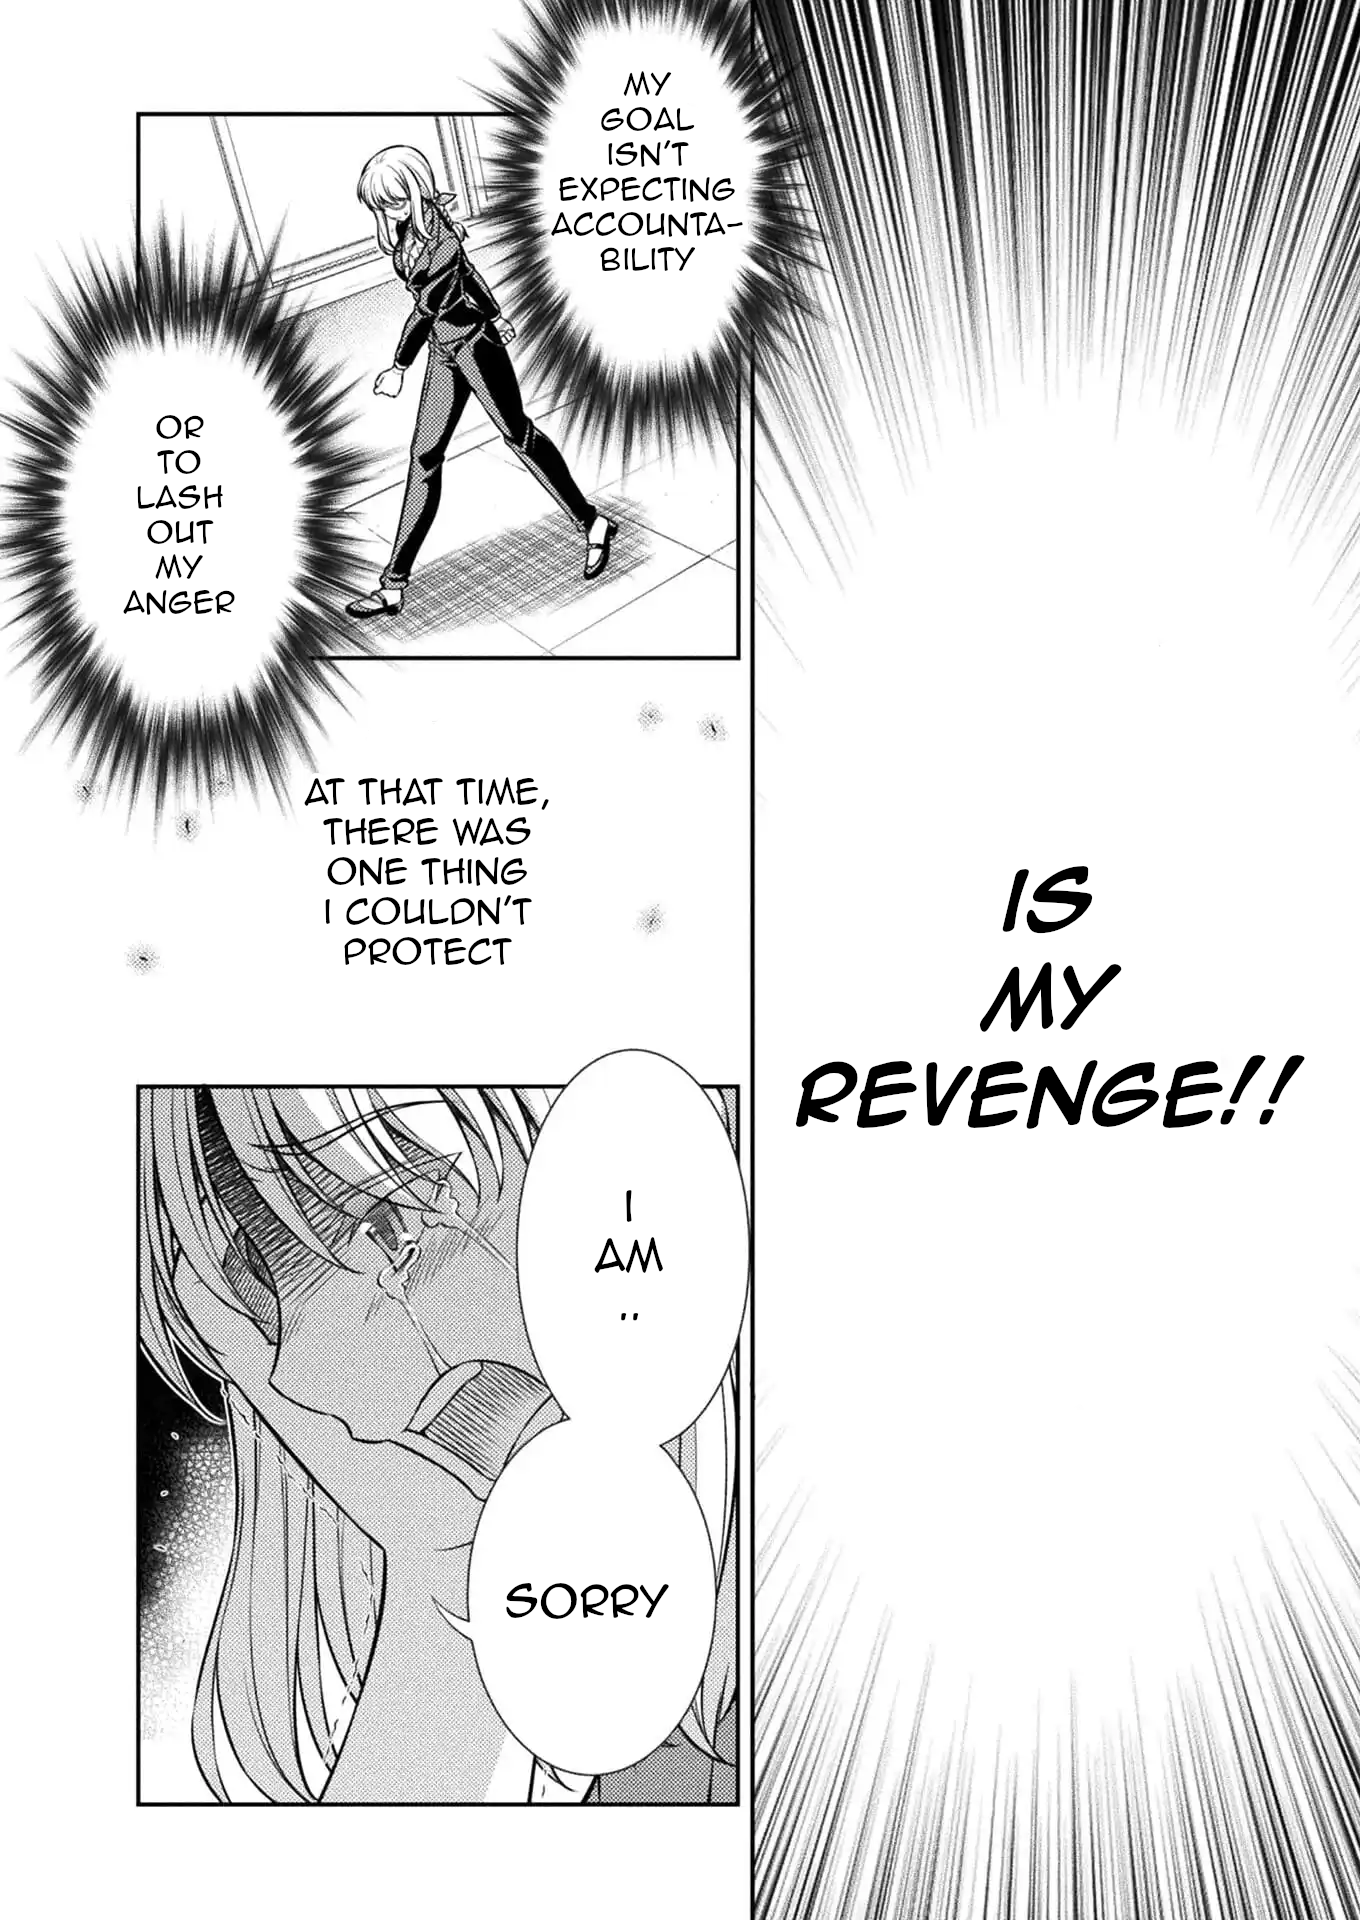 IS
MY
REVENGE!!
MY
GOAL
ISN'T
EXPECTING
ACCOUNTA-
BILITY
OR
TO
LASH
OUT
MY
ANGER
AT THAT TIME,
THERE WAS
ONE THING
I COULDN'T
PROTECT
I
AM
..
SORRY